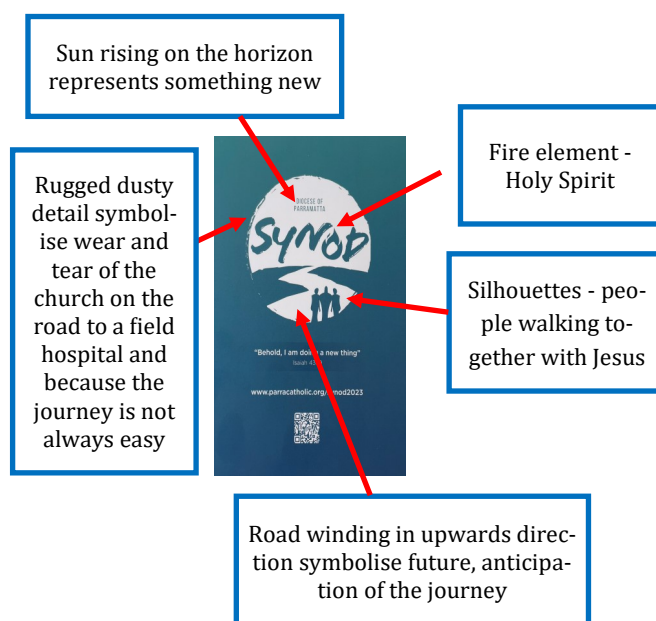 Sun rising on the horizon
represents something new
Fire element -
Holy Spirit
Rugged dusty
detail symbol-
ise wear and
tear of the
church on the
road to a field
hospital and
because the
journey is not
always easy
DIOCESE OF
PARRAMATTA
SYNOD
Silhouettes - peo-
ple walking to-
gether with Jesus
"Behold, I am doing a new thing"
Isaiah
www.parracatholic.org/synod2023
Road winding in upwards direc-
tion symbolise future, anticipa-
tion of the journey